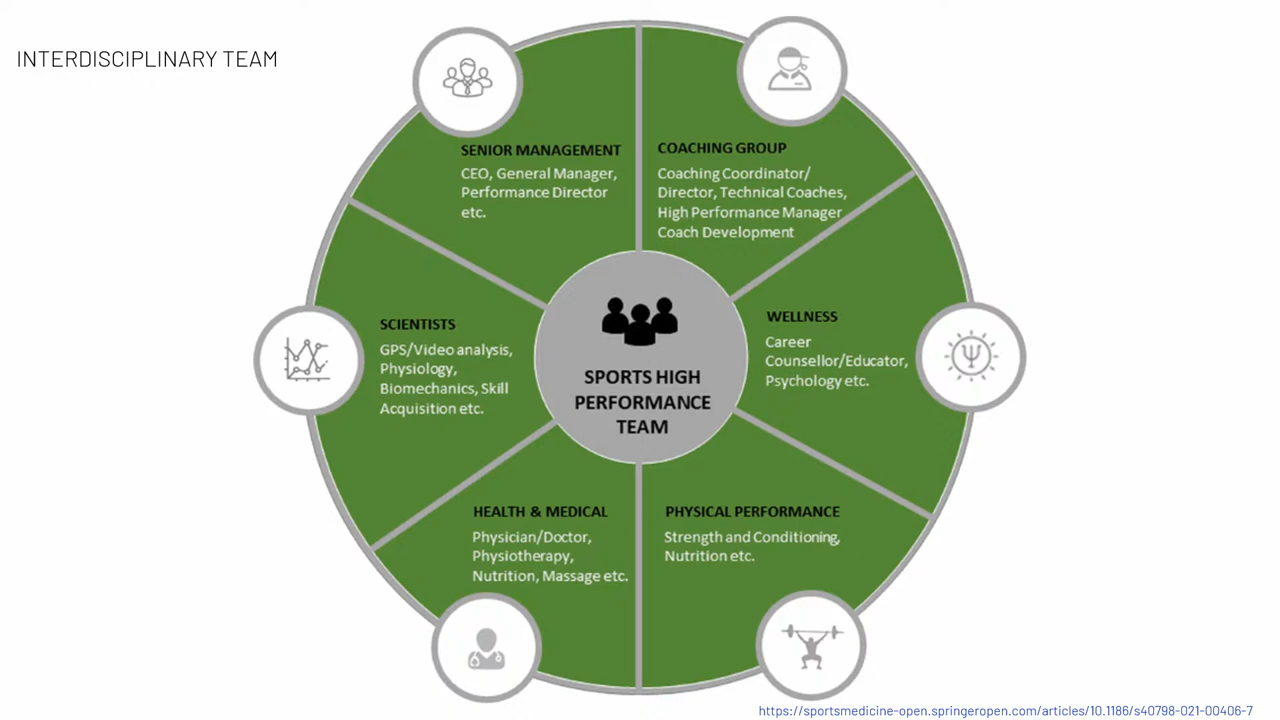 INTERDISCIPLINARY TEAM
SENIOR MANAGEMENT
CEO, General Manager,
Performance Director
etc.
COACHING GROUP
Coaching Coordinator/
Director, Technical Coaches,
High Performance Manager
Coach Development
SCIENTISTS
GPS/Video analysis,
Physiology,
Biomechanics, Skill
Acquisition etc.
SPORTS HIGH
PERFORMANCE
TEAM
WELLNESS
Career
Counsellor/Educator,
Psychology etc.
Ψ
HEALTH & MEDICAL
Physician/Doctor,
Physiotherapy,
Nutrition, Massage etc.
PHYSICAL PERFORMANCE
Strength and Conditioning,
Nutrition etc.
https://sportsmedicine-open.springeropen.com/articles/10.1186/s40798-021-00406-7